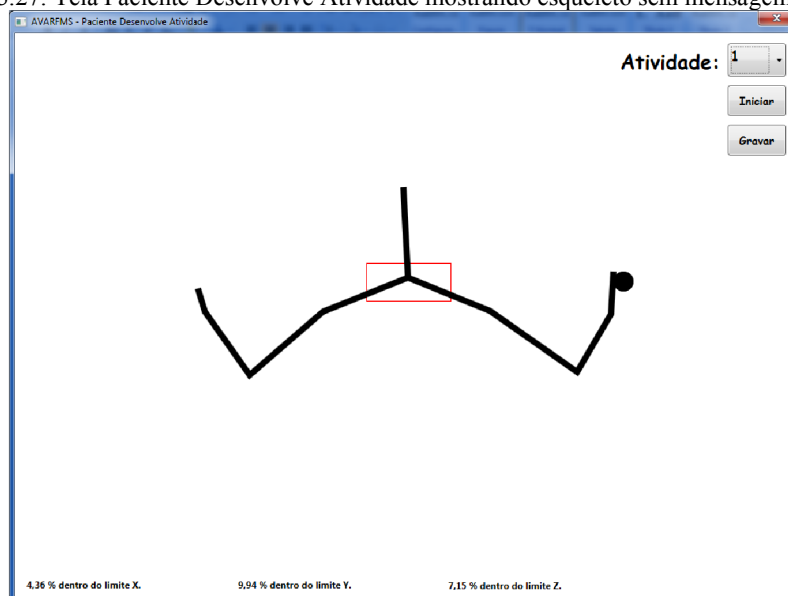 3.27. Tela Paciente Desenvolve Atividade mostrando esqueleto sem mensagem
AVARFMS - Paciente Desenvolve Atividade
Atividade: 1
Iniciar
Gravar
4,36 % dentro do limite X. 9,94 % dentro do limite Y. 7,15 % dentro do limite Z.